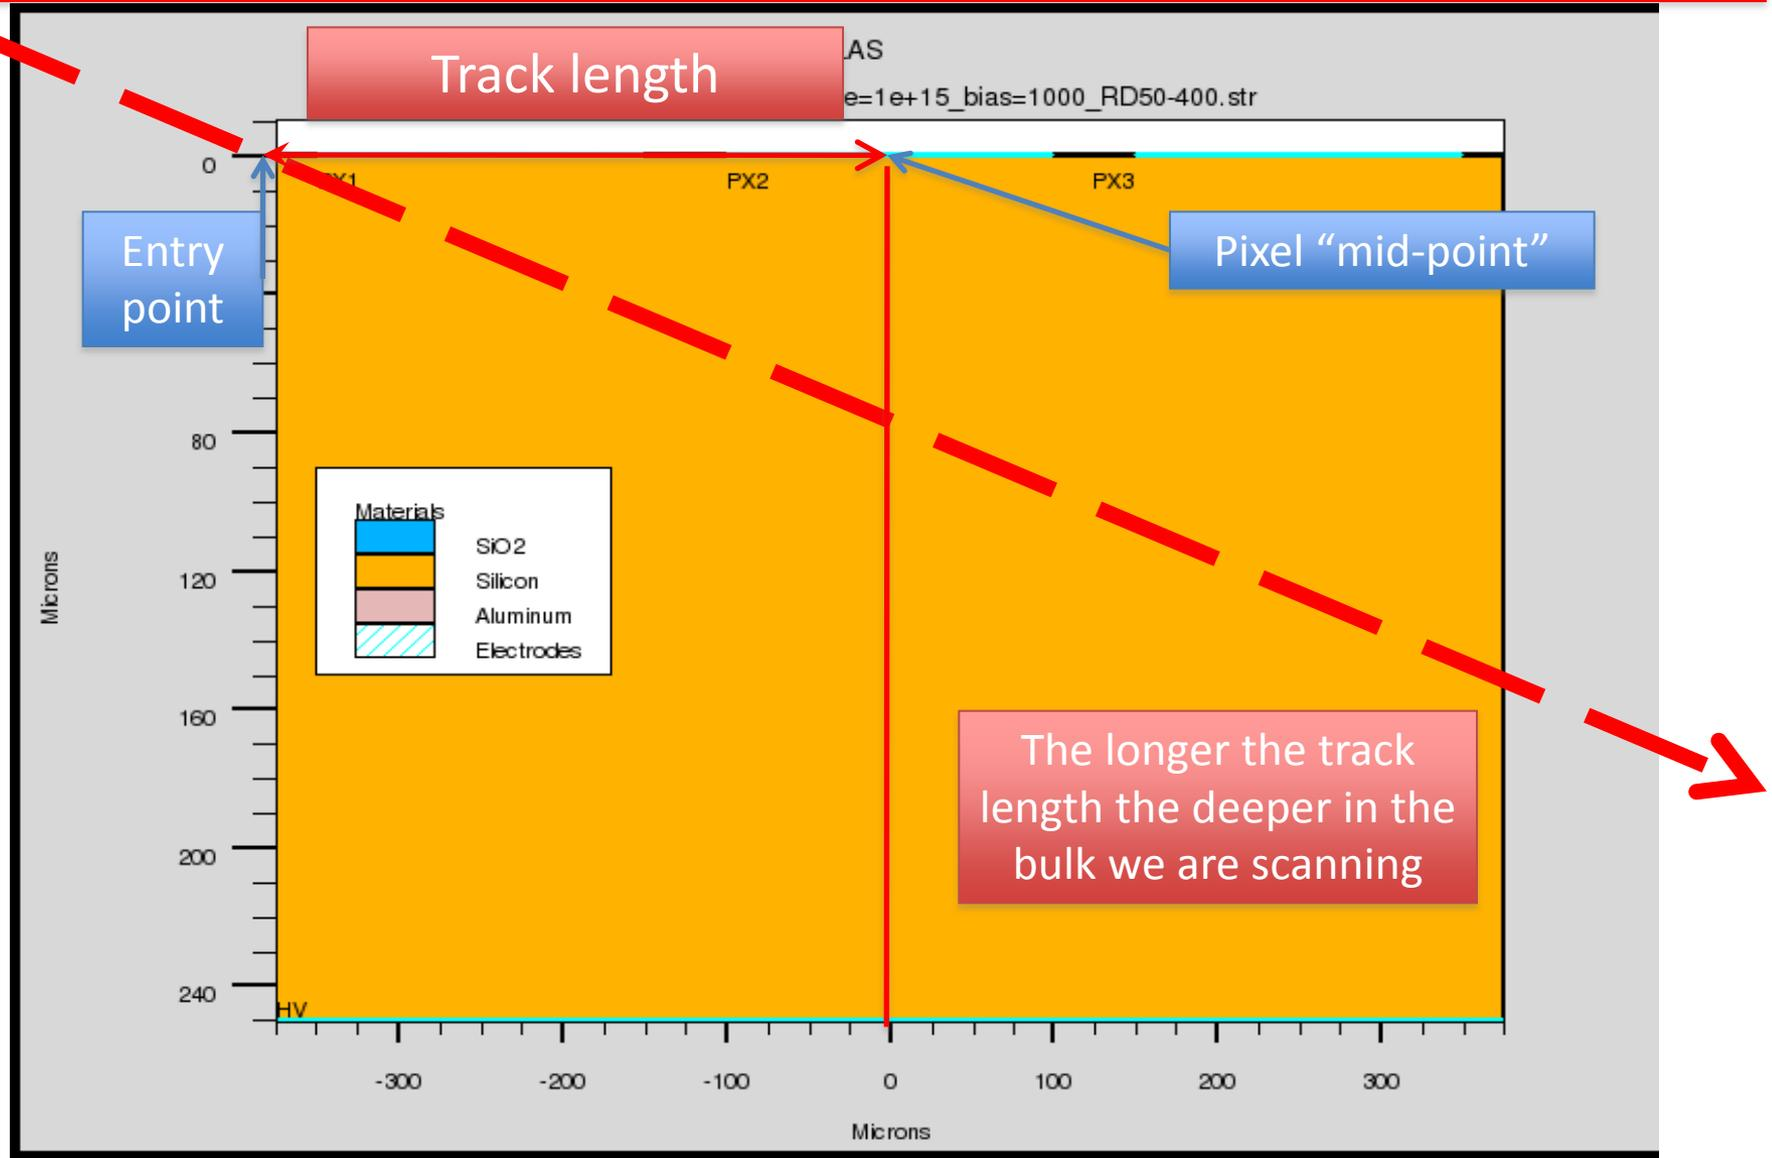 Track length
LAS
e=1e+15_bias=1000_RD50-400.str
0
PX1
PX2
PX3
Entry
point
Pixel “mid-point”
80
Materials
SiO2
Silicon
Aluminum
Electrodes
Microns
120
160
The longer the track
length the deeper in the
bulk we are scanning
200
240
HV
-300
-200
-100
0
100
200
300
Microns